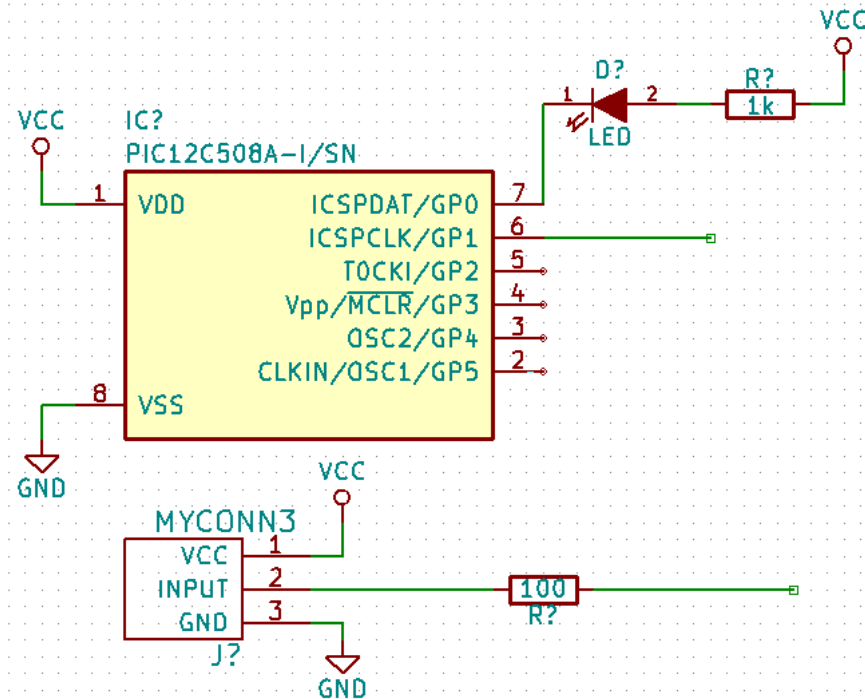 VCC
D?
R?
1
2
1k
LED
VCC
IC?
PIC12C508A-I/SN
1
VDD
ICSPDAT/GP0
7
ICSPCLK/GP1
6
T0CKI/GP2
5
Vpp/MCLR/GP3
4
OSC2/GP4
3
CLKIN/OSC1/GP5
2
8
VSS
GND
VCC
MYCONN3
VCC
1
INPUT
2
100
GND
3
R?
J?
GND